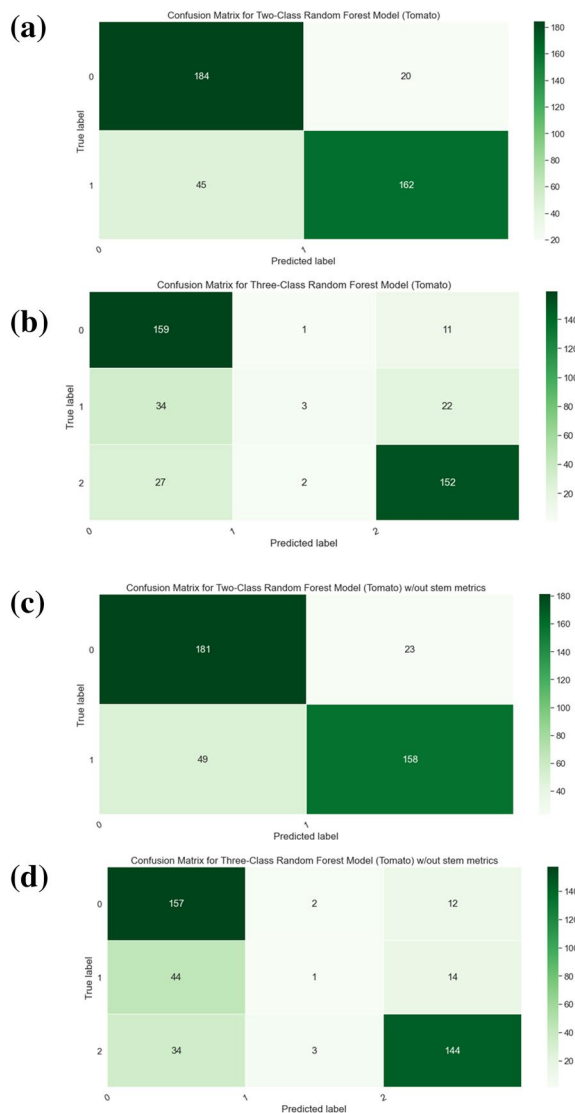 (a)
Confusion Matrix for Two-Class Random Forest Model (Tomato)
0 184 20
1 45 162
True label
0 1
Predicted label
180
160
140
120
100
80
60
40
20
(b)
Confusion Matrix for Three-Class Random Forest Model (Tomato)
0 159 1 11
1 34 3 22
2 27 2 152
True label
0 1 2
Predicted label
140
120
100
80
60
40
20
(c)
Confusion Matrix for Two-Class Random Forest Model (Tomato) w/out stem metrics
0 181 23
1 49 158
True label
0 1
Predicted label
180
160
140
120
100
80
60
40
(d)
Confusion Matrix for Three-Class Random Forest Model (Tomato) w/out stem metrics
0 157 2 12
1 44 1 14
2 34 3 144
True label
0 1 2
Predicted label
140
120
100
80
60
40
20